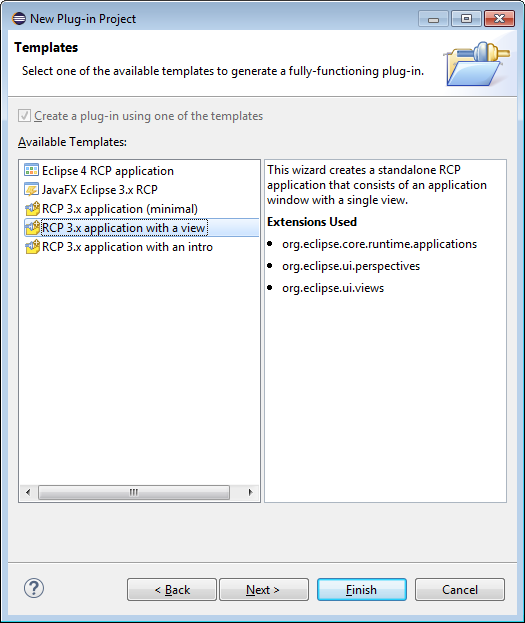 New Plug-in Project
Templates
Select one of the available templates to generate a fully-functioning plug-in.
Create a plug-in using one of the templates
Available Templates:
Eclipse 4 RCP application
JavaFX Eclipse 3.x RCP
RCP 3.x application (minimal)
RCP 3.x application with a view
RCP 3.x application with an intro
This wizard creates a standalone RCP
application that consists of an application
window with a single view.
Extensions Used
org.eclipse.core.runtime.applications
org.eclipse.ui.perspectives
org.eclipse.ui.views
?
< Back
Next >
Finish
Cancel